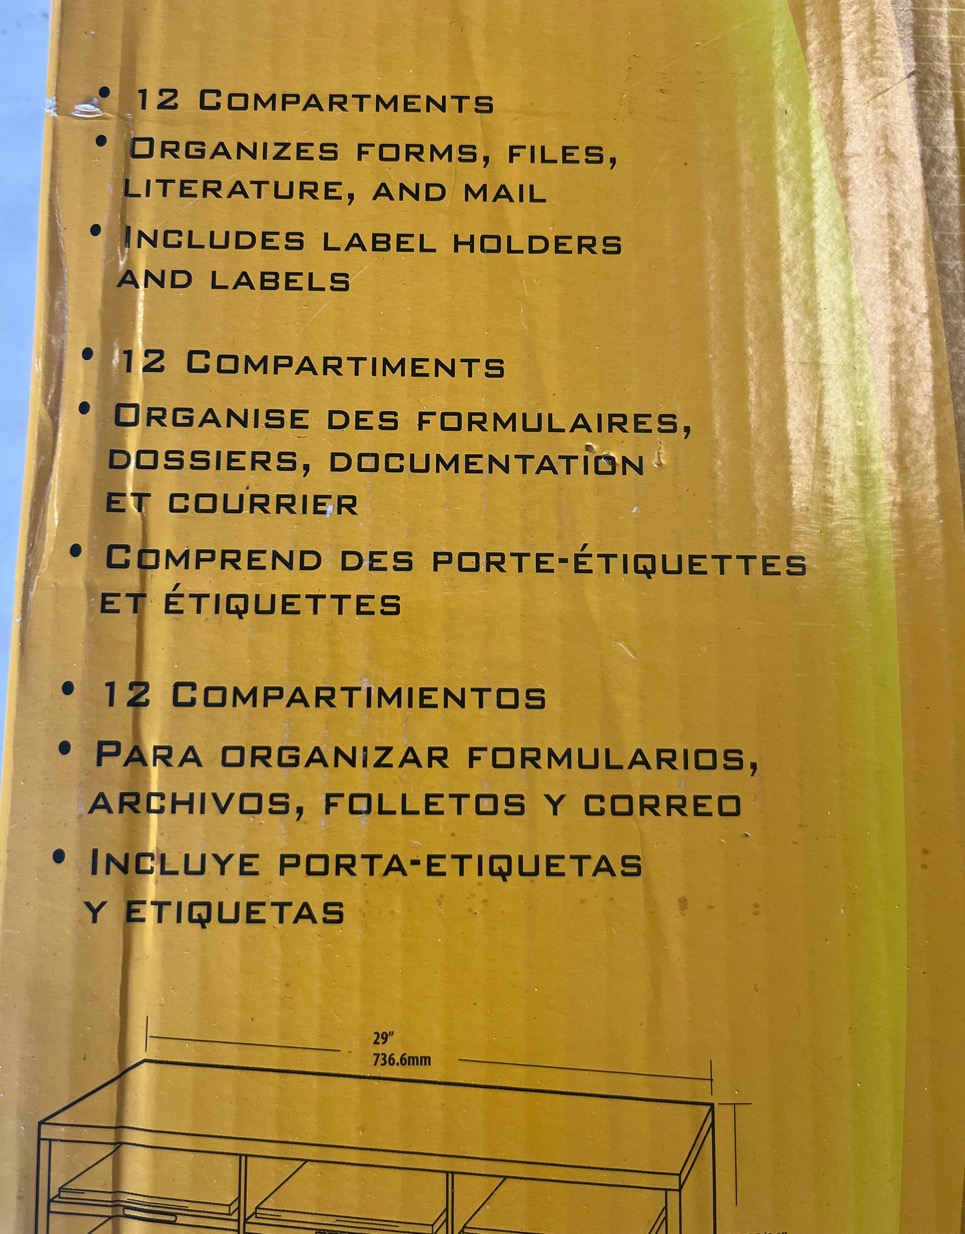 • 12 COMPARTMENTS
• ORGANIZES FORMS, FILES,
LITERATURE, AND MAIL
• INCLUDES LABEL HOLDERS
AND LABELS
• 12 COMPARTIMENTS
• ORGANISE DES FORMULAIRES,
DOSSIERS, DOCUMENTATION
ET COURRIER
• COMPREND DES PORTE-ÉTIQUETTES
ET ÉTIQUETTES
• 12 COMPARTIMIENTOS
• PARA ORGANIZAR FORMULARIOS,
ARCHIVOS, FOLLETOS Y CORREO
• INCLUYE PORTA-ETIQUETAS
Y ETIQUETAS
29"
736.6mm